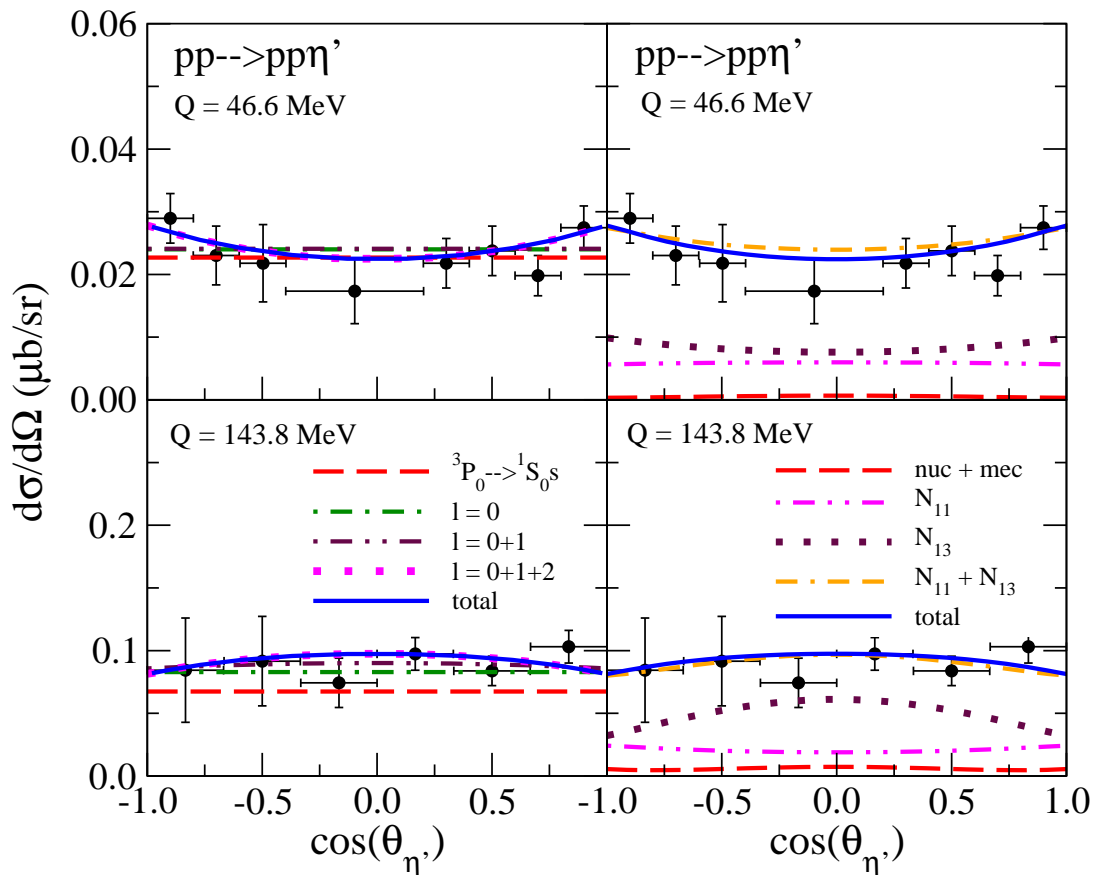 pp-->ppη’
Q = 46.6 MeV
pp-->ppη’
Q = 46.6 MeV
0.06
0.04
0.02
0.00
dσ/dΩ (μb/sr)
Q = 143.8 MeV
³P₀-->¹S₀s
l = 0
l = 0+1
l = 0+1+2
total
Q = 143.8 MeV
nuc + mec
N₁₁
N₁₃
N₁₁ + N₁₃
total
0.2
0.1
0.0
-1.0 -0.5 0.0 0.5 -1.0 -0.5 0.0 0.5 1.0
cos(θη’) cos(θη’)